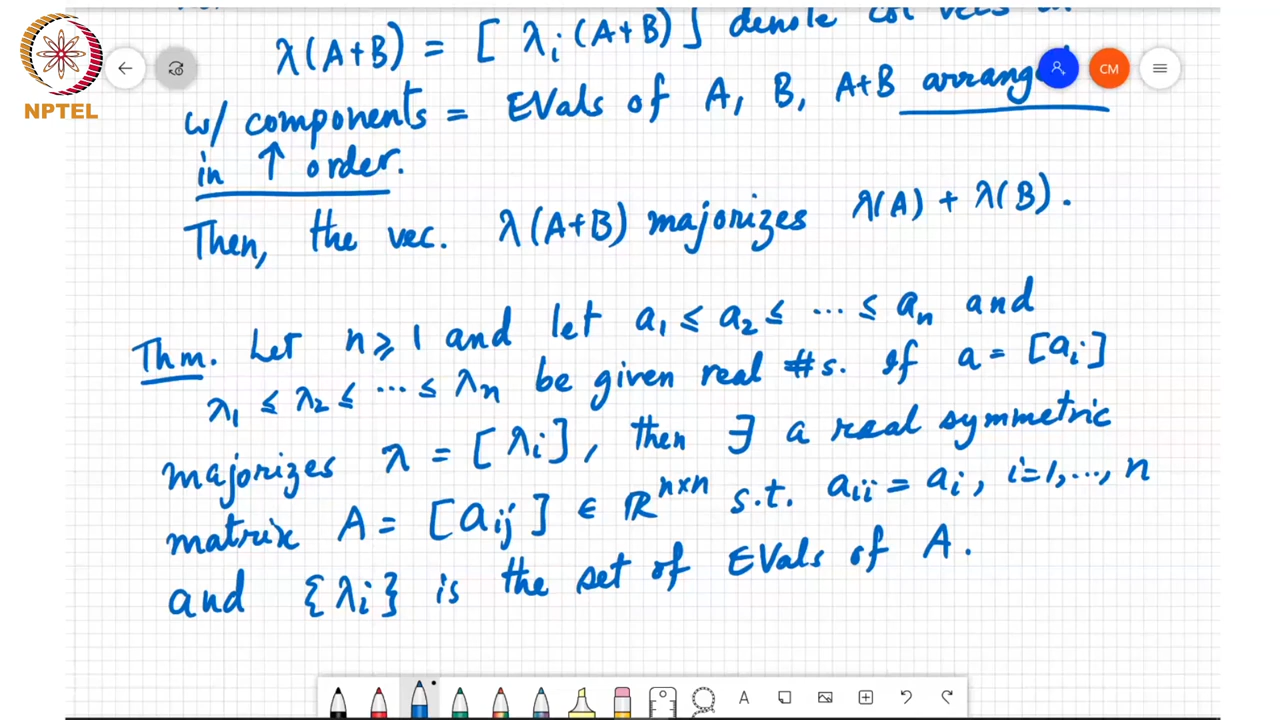 λ(A+B) = [ λi (A+B) ] denote col vecs in
w/ components = EVals of A, B, A+B
in ↑ order.
Then, the vec. λ(A+B) majorizes λ(A) + λ(B).
Thm. Let n ⩾ 1 and let a1 ≤ a2 ≤ ... ≤ an and
λ1 ≤ λ2 ≤ ... ≤ λn be given real #s. If a = [ai]
majorizes λ = [λi], then ∃ a real symmetric
matrix A = [aij] ∈ ℝ^n×n s.t. aii = ai, i=1,..., n
and {λi} is the set of EVals of A.
NPTEL
CM
A